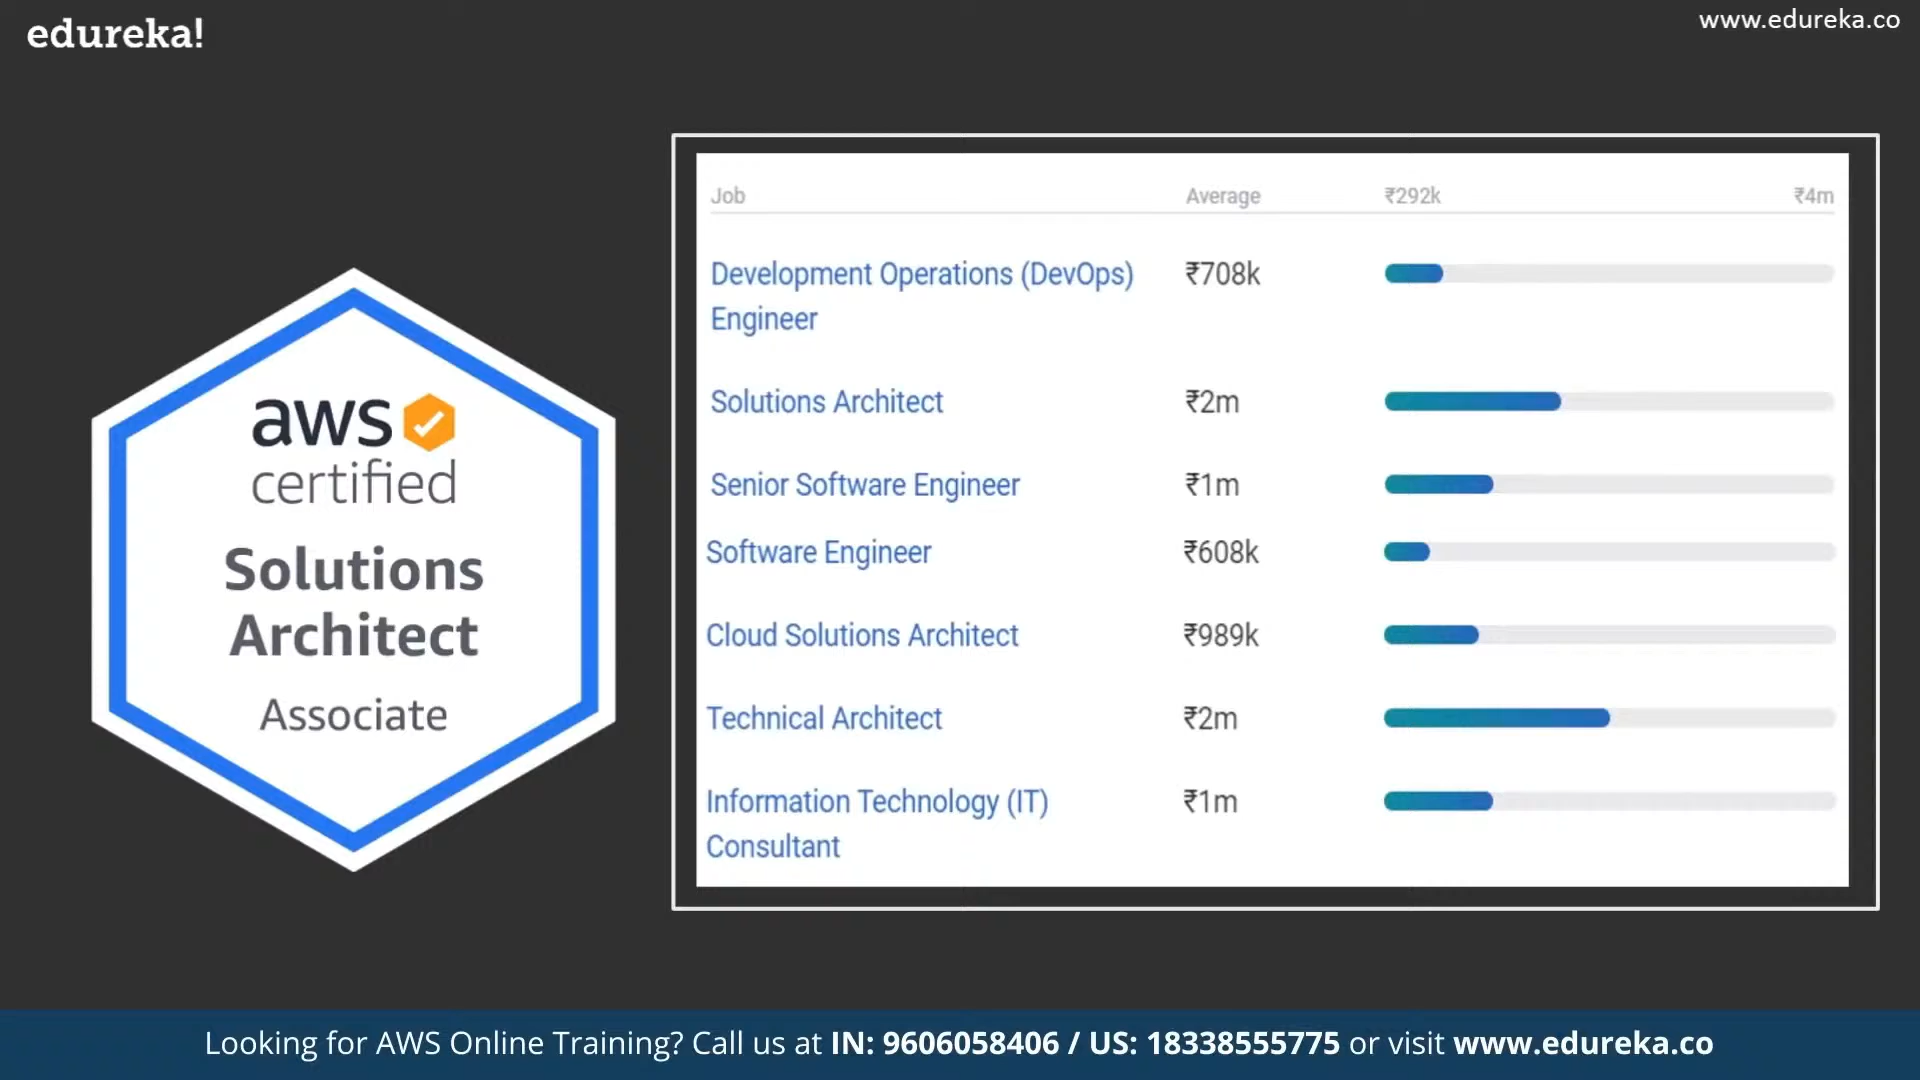 edureka!
www.edureka.co
aws
certified
Solutions
Architect
Associate
Job Average ₹292k ₹4m
Development Operations (DevOps) ₹708k
Engineer
Solutions Architect ₹2m
Senior Software Engineer ₹1m
Software Engineer ₹608k
Cloud Solutions Architect ₹989k
Technical Architect ₹2m
Information Technology (IT) ₹1m
Consultant
Looking for AWS Online Training? Call us at IN: 9606058406 / US: 18338555775 or visit www.edureka.co